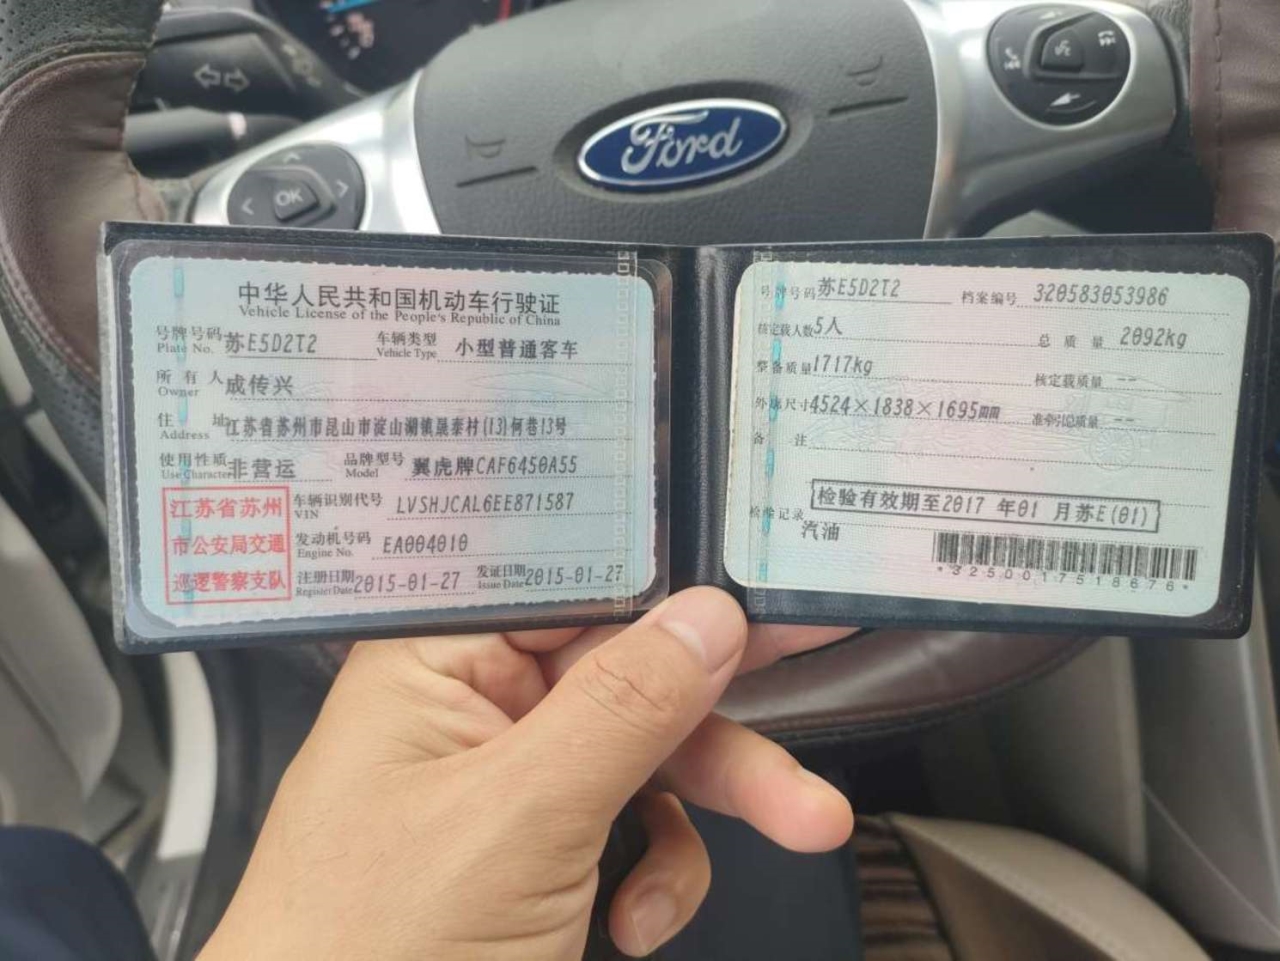 Ford
OK
中华人民共和国机动车行驶证
Vehicle License of the People's Republic of China
号牌号码 苏E5D2T2 车辆类型 小型普通客车
Plate No. Vehicle Type
所有人 成传兴
Owner
住址 江苏省苏州市昆山市淀山湖镇晟泰村(13)何巷13号
Address
使用性质 非营运 品牌型号 翼虎牌CAF6450A55
Use Character Model
江苏省苏州
市公安局交通
巡逻警察支队
车辆识别代号 LVSHJCAL6EE871587
VIN
发动机号码 EA004010
Engine No.
注册日期 2015-01-27 发证日期 2015-01-27
Register Date Issue Date
号牌号码 苏E5D2T2 档案编号 320583053986
核定载人数 5人 总质量 2092kg
整备质量 1717kg 核定载质量 --
外廓尺寸 4524×1838×1695mm 准牵引总质量 --
备注
检验有效期至2017 年01 月苏E(01)
检验记录
汽油
*3250017518676*